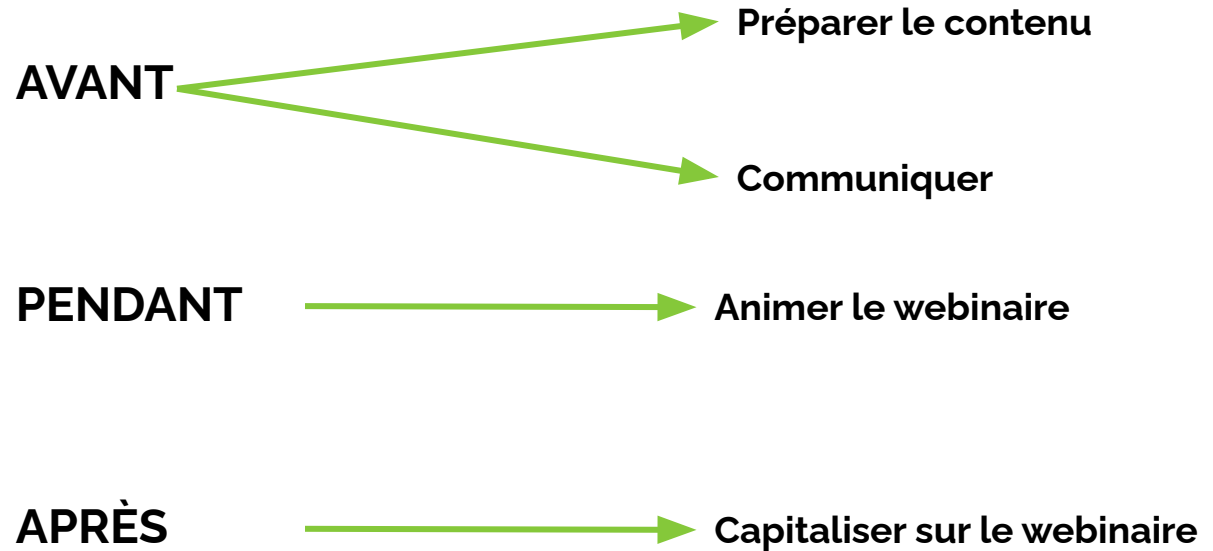 Préparer le contenu
AVANT
Communiquer
PENDANT
Animer le webinaire
APRÈS
Capitaliser sur le webinaire